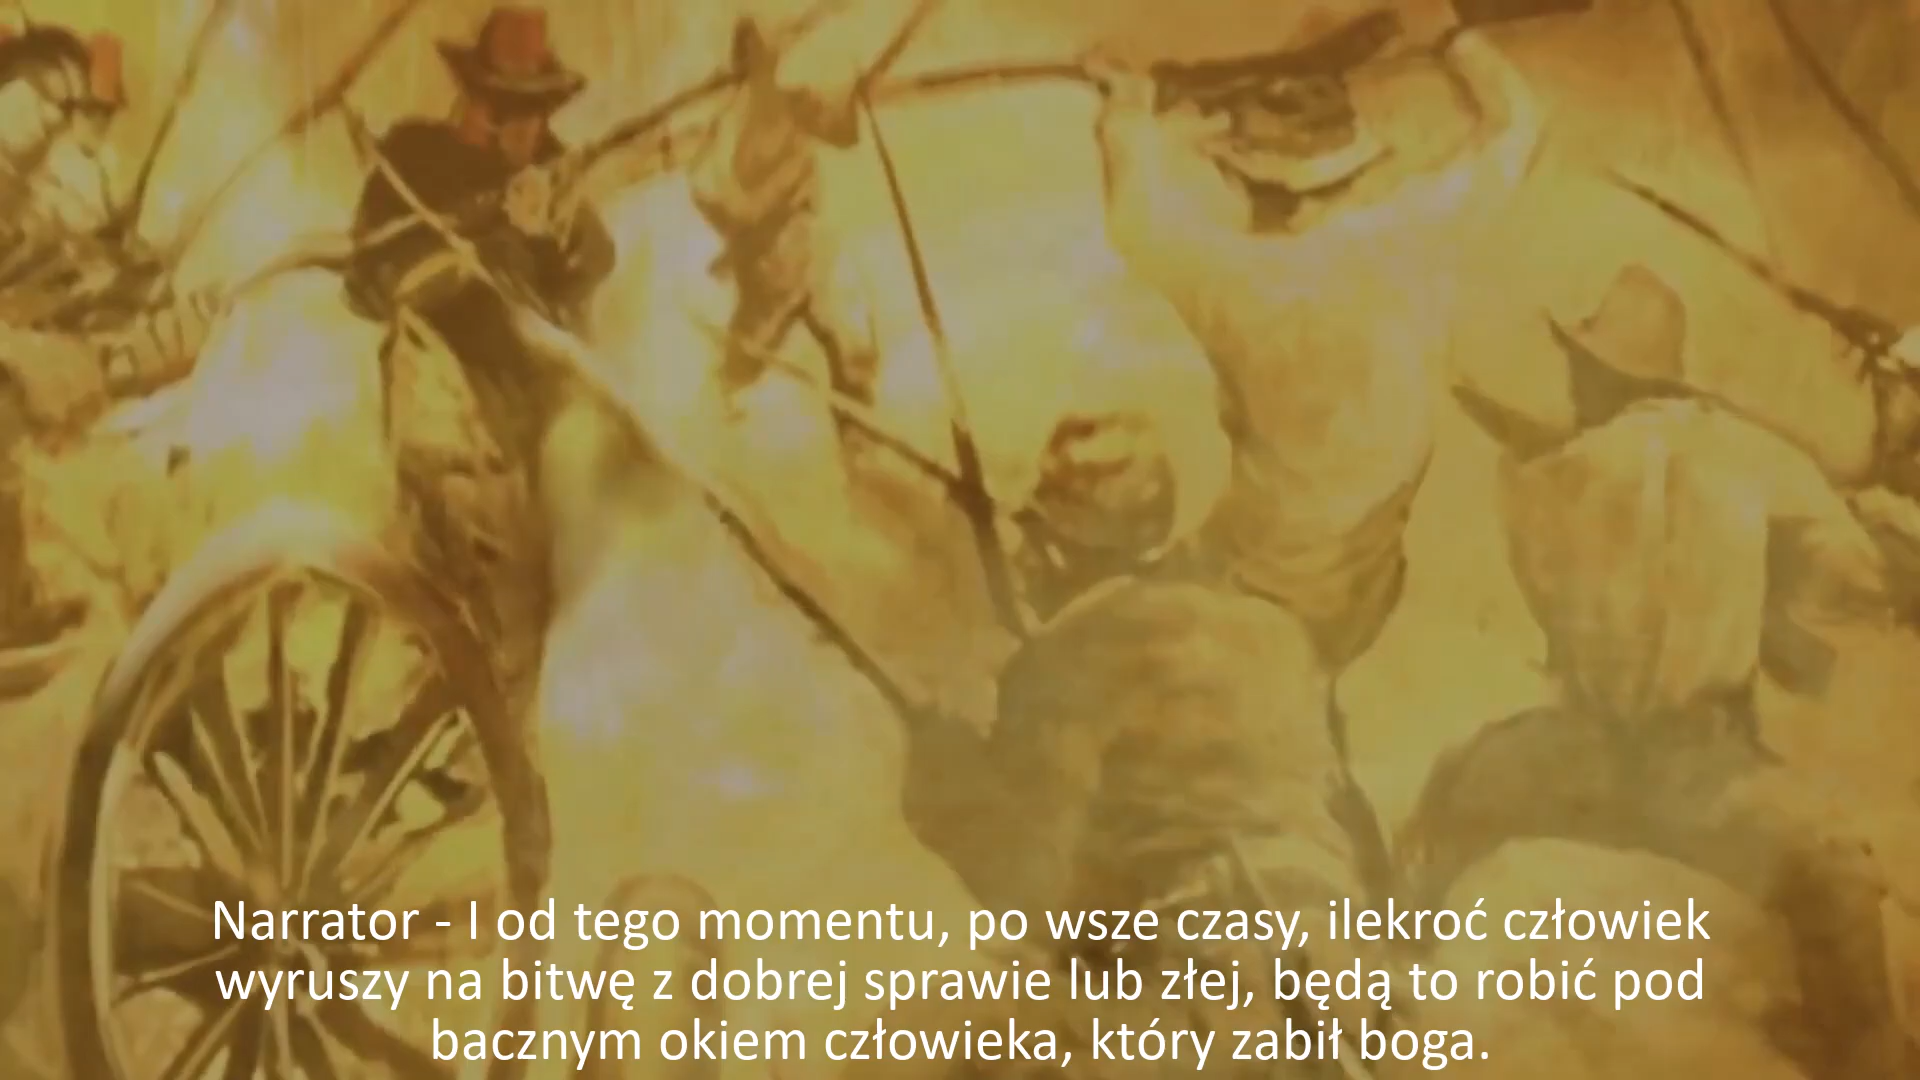 Narrator - I od tego momentu, po wsze czasy, ilekroć człowiek
wyruszy na bitwę z dobrej sprawie lub złej, będą to robić pod
bacznym okiem człowieka, który zabił boga.